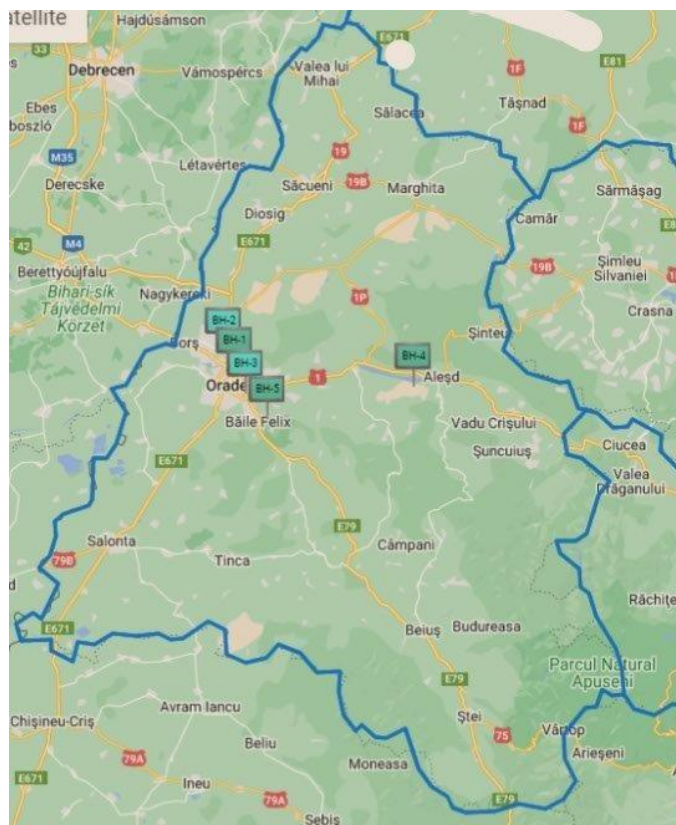 atellite
Hajdúsámson
E671
33
Debrecen
Vámospércs
Valea lui
Mihai
E81
1F
Ebes
boszló
Sălacea
Tășnad
1F
M35
Létavértes
19
Derecske
Săcueni
19B
Marghita
Sărmășag
Diosig
Camăr
42
M4
E671
Berettyóújfalu
19B
Șimleu
Silvaniei
Bihari-sík
Tájvédelmi
Körzet
Nagykereki
1P
Crasna
BH-2
BH-1
Borș
BH-3
BH-4
Orade
BH-5
1
Aleșd
Băile Felix
Vadu Crișului
Șuncuiuș
Ciucea
Valea
Drăganului
E671
E79
Salonta
79B
Tinca
Câmpani
E671
Beiuș
Budureasa
Parcul Natural
Apuseni
E79
Avram Iancu
Ștei
Chișineu-Criș
75
Vârtop
Arieșeni
Beliu
79A
Moneasa
E671
Ineu
79A
E79
Sebiș